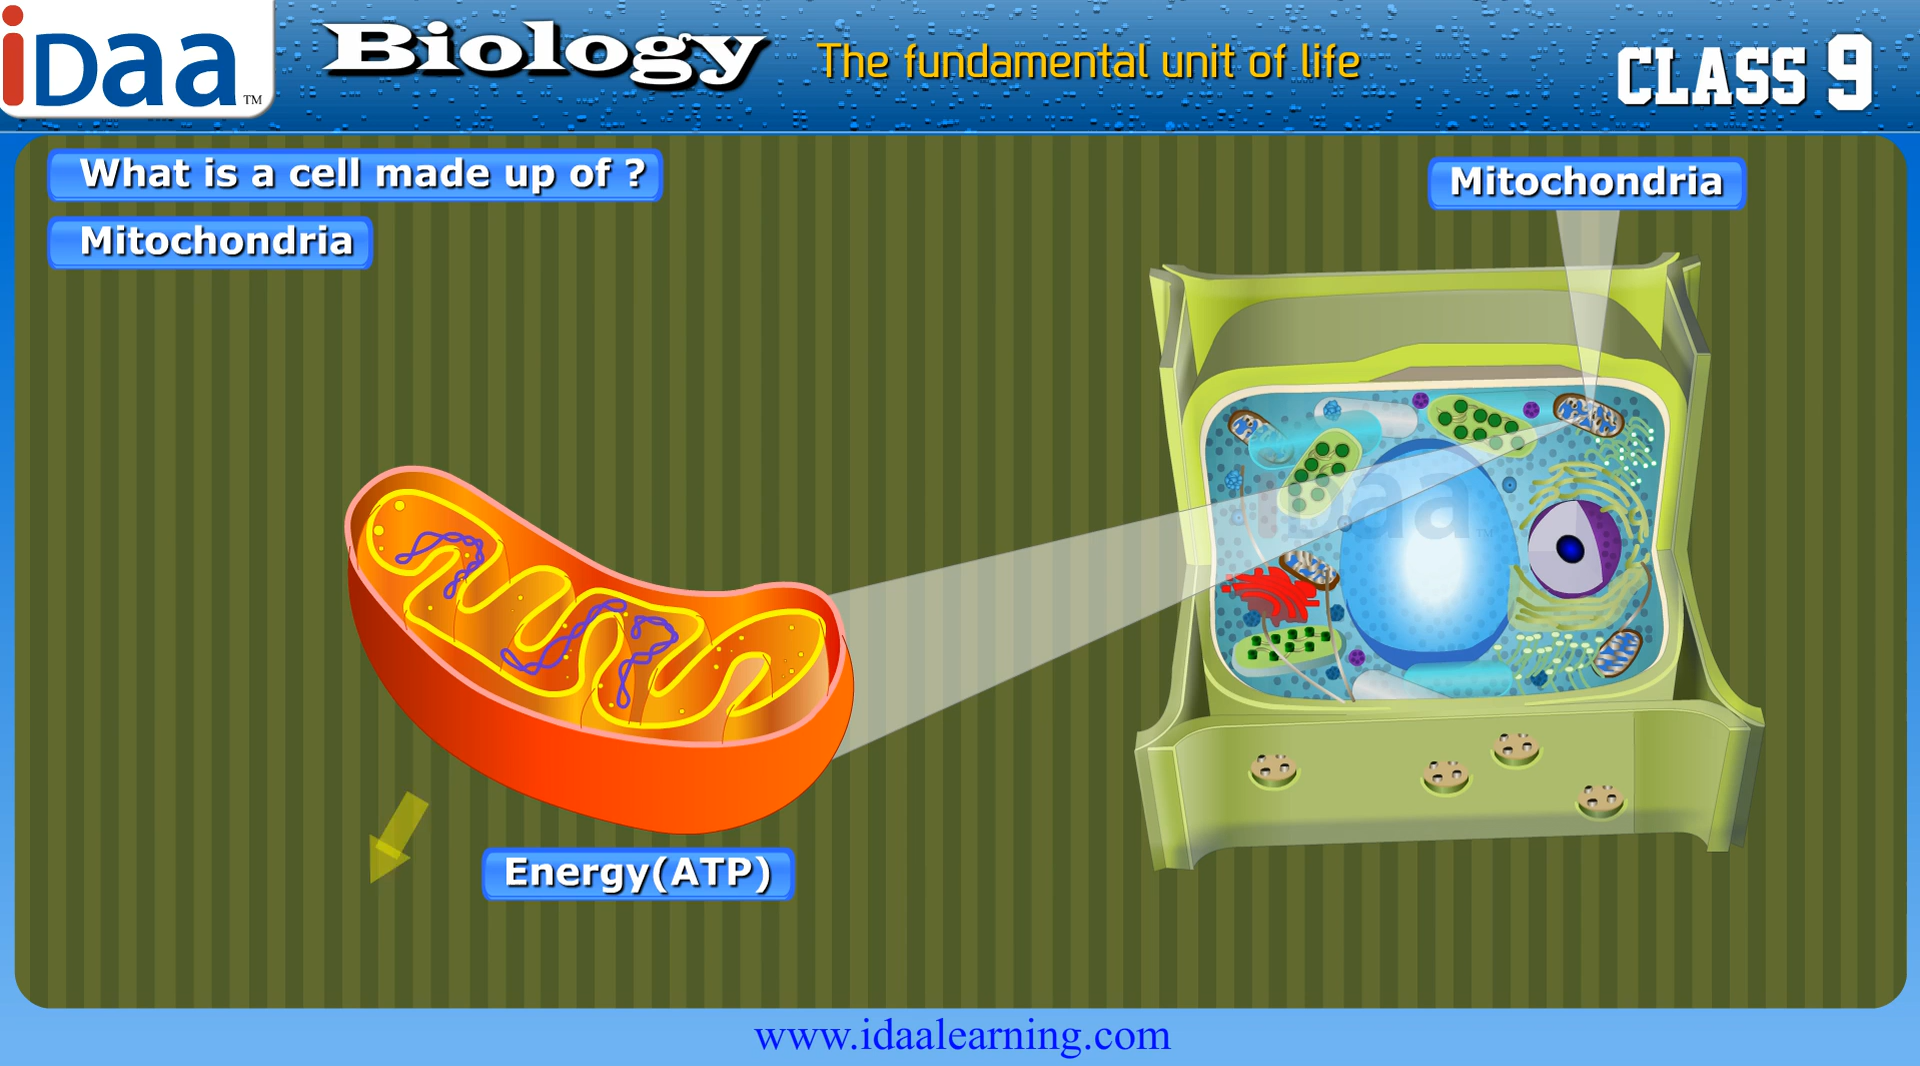 iDaa™
Biology
The fundamental unit of life
CLASS 9
What is a cell made up of ?
Mitochondria
Mitochondria
iDaa™
Energy(ATP)
www.idaalearning.com